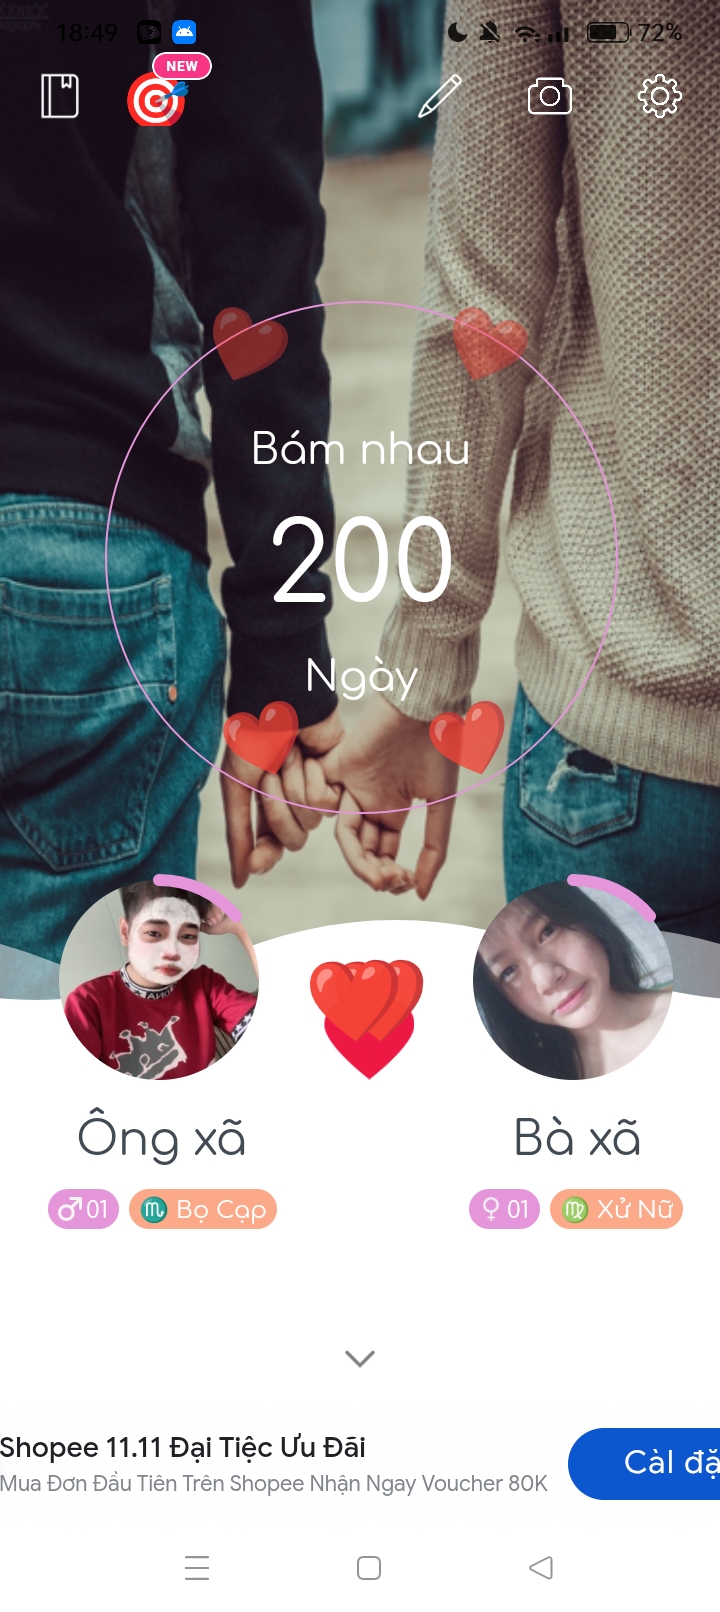 18:49
72%
NEW
Bám nhau
200
Ngày
Ông xã
Bà xã
01
Bọ Cạp
01
Xử Nữ
Shopee 11.11 Đại Tiệc Ưu Đãi
Mua Đơn Đầu Tiên Trên Shopee Nhận Ngay Voucher 80K
Cài